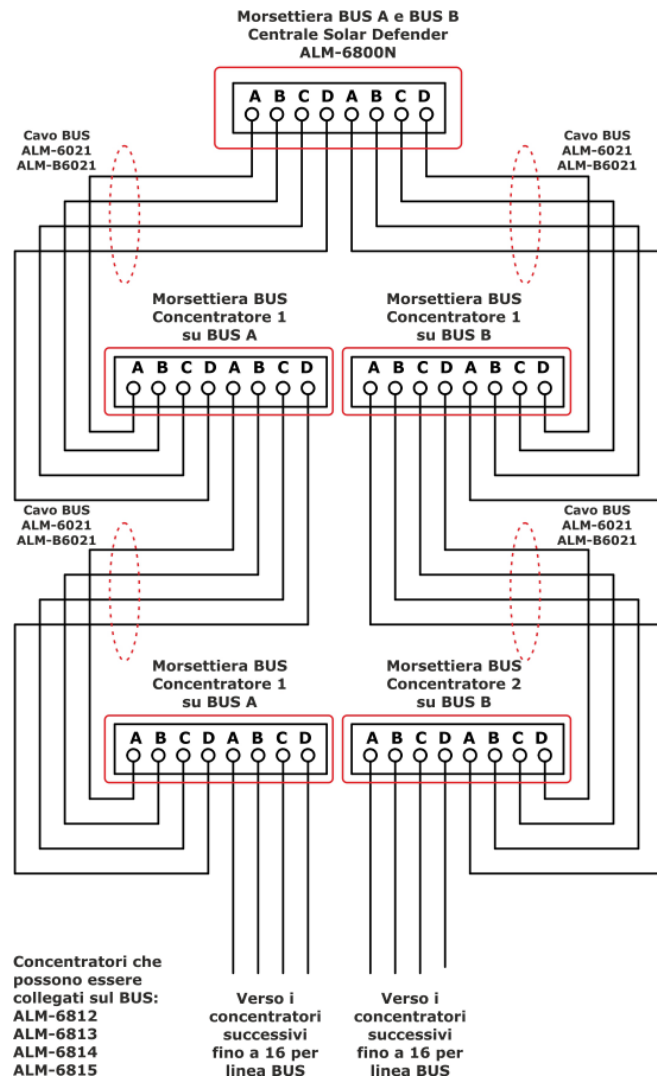 Morsettiera BUS A e BUS B
Centrale Solar Defender
ALM-6800N
A B C D A B C D
Cavo BUS
ALM-6021
ALM-B6021
Cavo BUS
ALM-6021
ALM-B6021
Morsettiera BUS
Concentratore 1
su BUS A
A B C D A B C D
Morsettiera BUS
Concentratore 1
su BUS B
A B C D A B C D
Cavo BUS
ALM-6021
ALM-B6021
Cavo BUS
ALM-6021
ALM-B6021
Morsettiera BUS
Concentratore 1
su BUS A
A B C D A B C D
Morsettiera BUS
Concentratore 2
su BUS B
A B C D A B C D
Concentratori che
possono essere
collegati sul BUS:
ALM-6812
ALM-6813
ALM-6814
ALM-6815
Verso i
concentratori
successivi
fino a 16 per
linea BUS
Verso i
concentratori
successivi
fino a 16 per
linea BUS